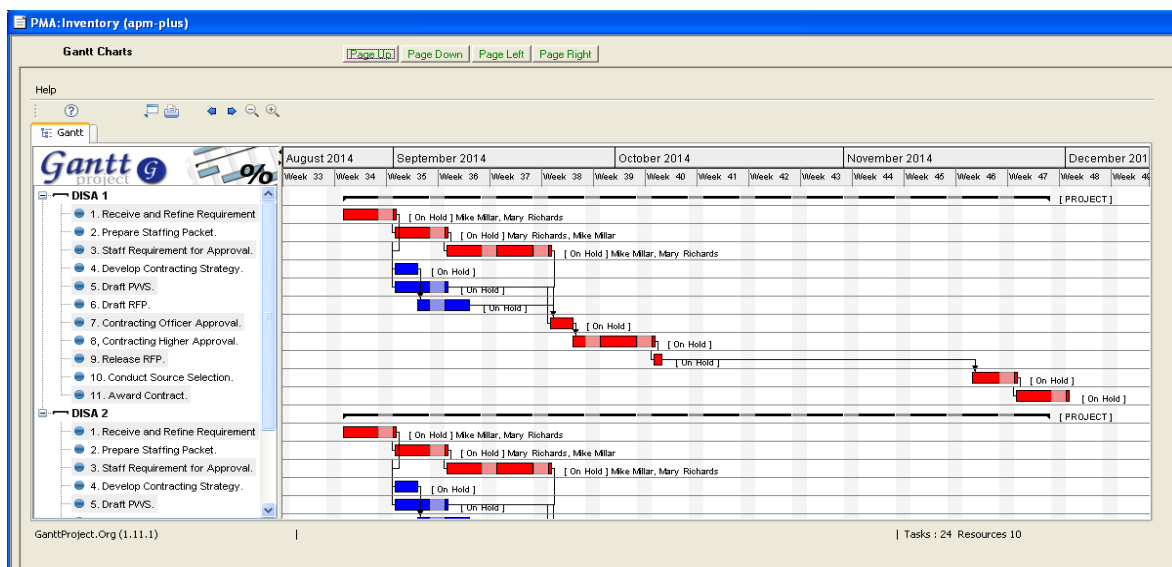 PMA:Inventory (apm-plus)
Gantt Charts
Page Up Page Down Page Left Page Right
Help
Gantt
Gantt G project %
August 2014 September 2014 October 2014 November 2014 December 201
Week 33 Week 34 Week 35 Week 36 Week 37 Week 38 Week 39 Week 40 Week 41 Week 42 Week 43 Week 44 Week 45 Week 46 Week 47 Week 48 Week 49
DISA 1 [ PROJECT ]
1. Receive and Refine Requirement [ On Hold ] Mike Millar, Mary Richards
2. Prepare Staffing Packet. [ On Hold ] Mary Richards, Mike Millar
3. Staff Requirement for Approval. [ On Hold ] Mike Millar, Mary Richards
4. Develop Contracting Strategy. [ On Hold ]
5. Draft PWS. [ On Hold ]
6. Draft RFP. [ On Hold ]
7. Contracting Officer Approval. [ On Hold ]
8, Contracting Higher Approval. [ On Hold ]
9. Release RFP. [ On Hold ]
10. Conduct Source Selection. [ On Hold ]
11. Award Contract. [ On Hold ]
DISA 2 [ PROJECT ]
1. Receive and Refine Requirement [ On Hold ] Mike Millar, Mary Richards
2. Prepare Staffing Packet. [ On Hold ] Mary Richards, Mike Millar
3. Staff Requirement for Approval. [ On Hold ] Mike Millar, Mary Richards
4. Develop Contracting Strategy. [ On Hold ]
5. Draft PWS. [ On Hold ]
GanttProject.Org (1.11.1) | | Tasks : 24 Resources 10